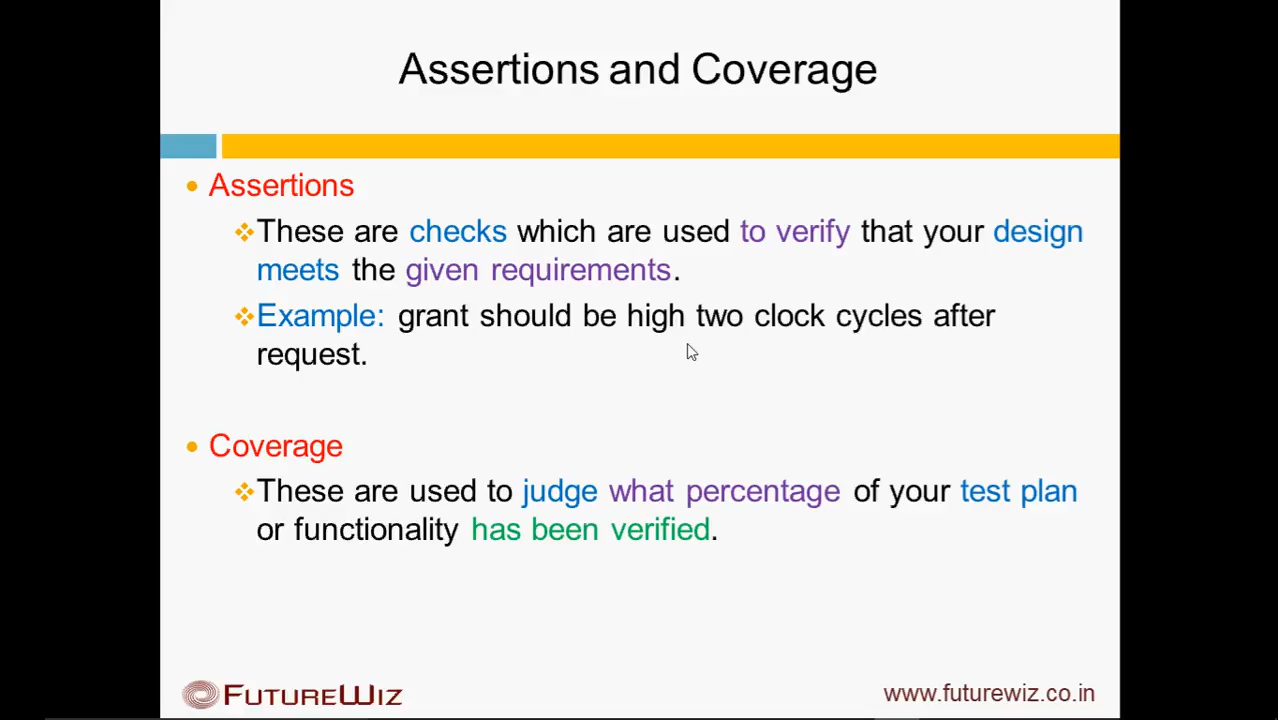 Assertions and Coverage
Assertions
These are checks which are used to verify that your design
meets the given requirements.
Example: grant should be high two clock cycles after
request.
Coverage
These are used to judge what percentage of your test plan
or functionality has been verified.
FUTUREWIZ
www.futurewiz.co.in